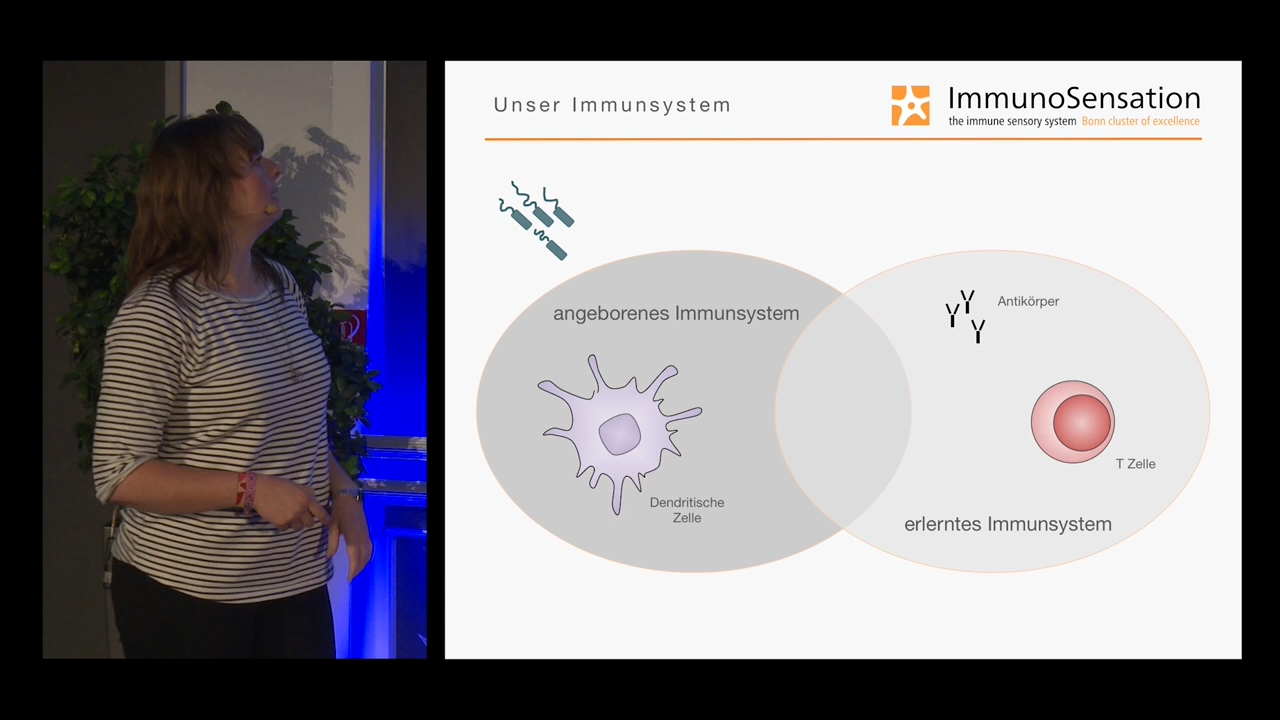 Unser Immunsystem
ImmunoSensation
the immune sensory system Bonn cluster of excellence
angeborenes Immunsystem
Antikörper
T Zelle
Dendritische
Zelle
erlerntes Immunsystem